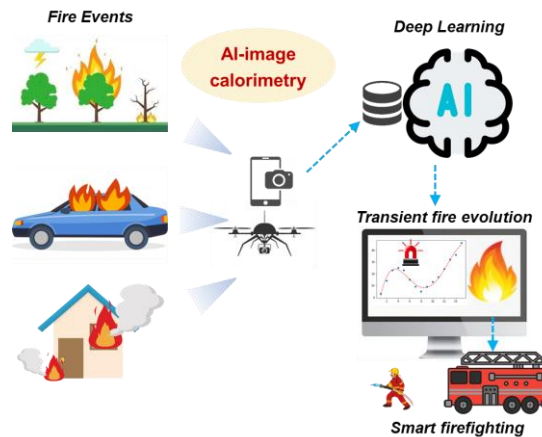 Fire Events
AI-image
calorimetry
Deep Learning
AI
Transient fire evolution
Smart firefighting